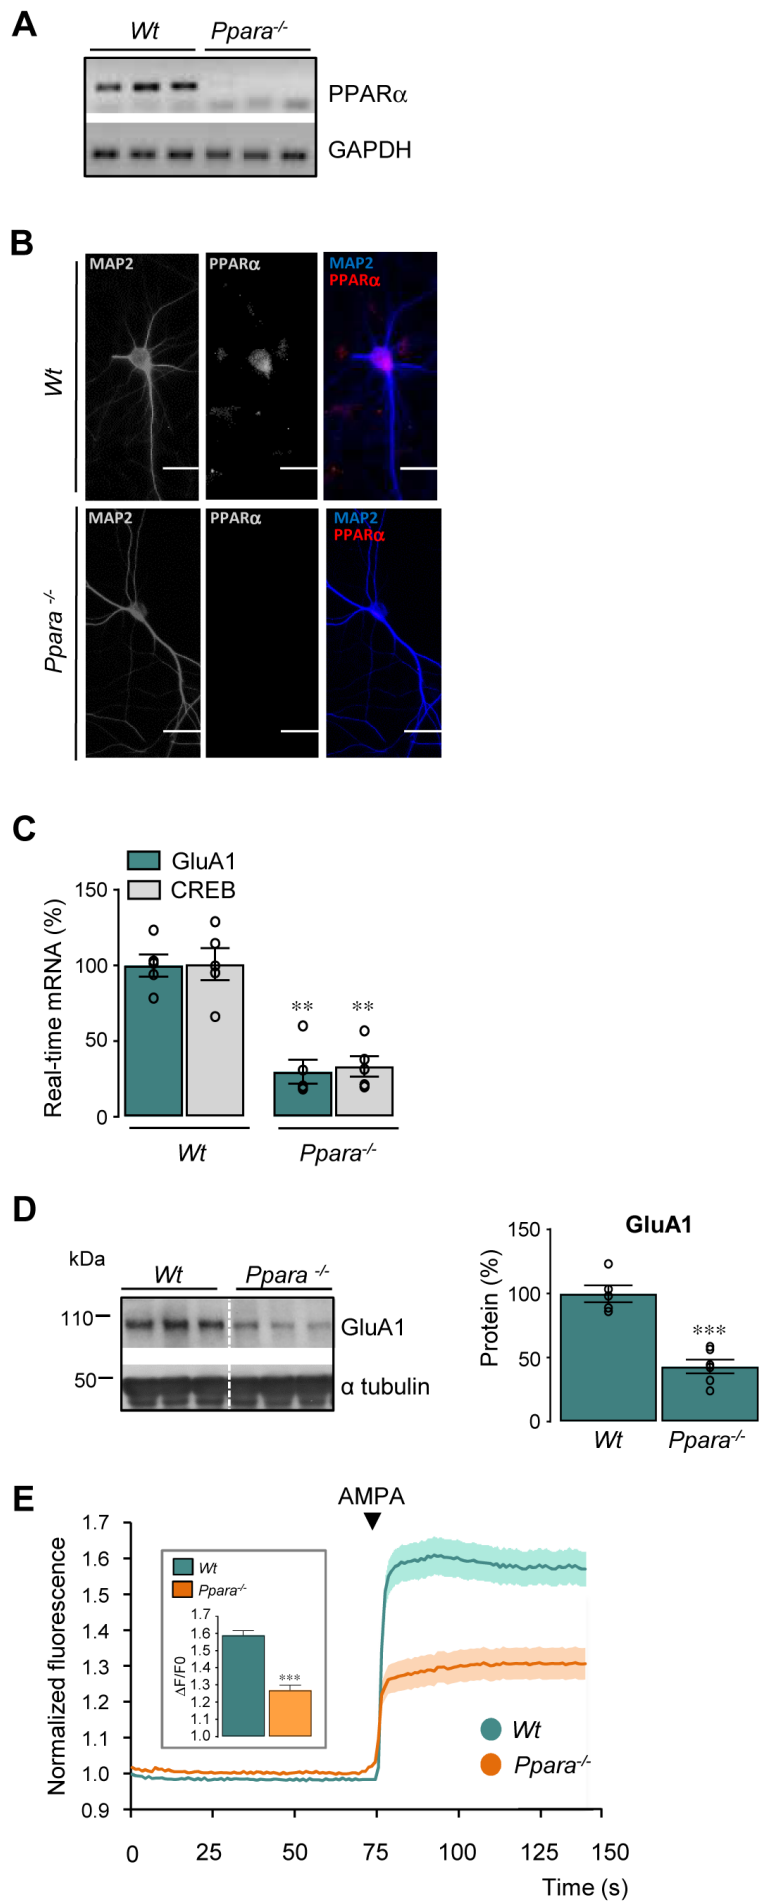 A
Wt Ppara-/-
PPARα
GAPDH
B
MAP2 PPARα MAP2
PPARα
Wt
MAP2 PPARα MAP2
PPARα
Ppara -/-
C
GluA1
CREB
Real-time mRNA (%)
150
100
50
0
** **
Wt Ppara-/-
D
kDa
Wt Ppara -/-
110
GluA1
50
α tubulin
GluA1
Protein (%)
150
100
50
0
***
Wt Ppara-/-
E
AMPA
Normalized fluorescence
1.7
1.6
1.5
1.4
1.3
1.2
1.1
1.0
0.9
Wt
Ppara-/-
ΔF/F0
1.7
1.6
1.5
1.4
1.3
1.2
1.1
1.0
***
Wt
Ppara-/-
0 25 50 75 100 125 150
Time (s)